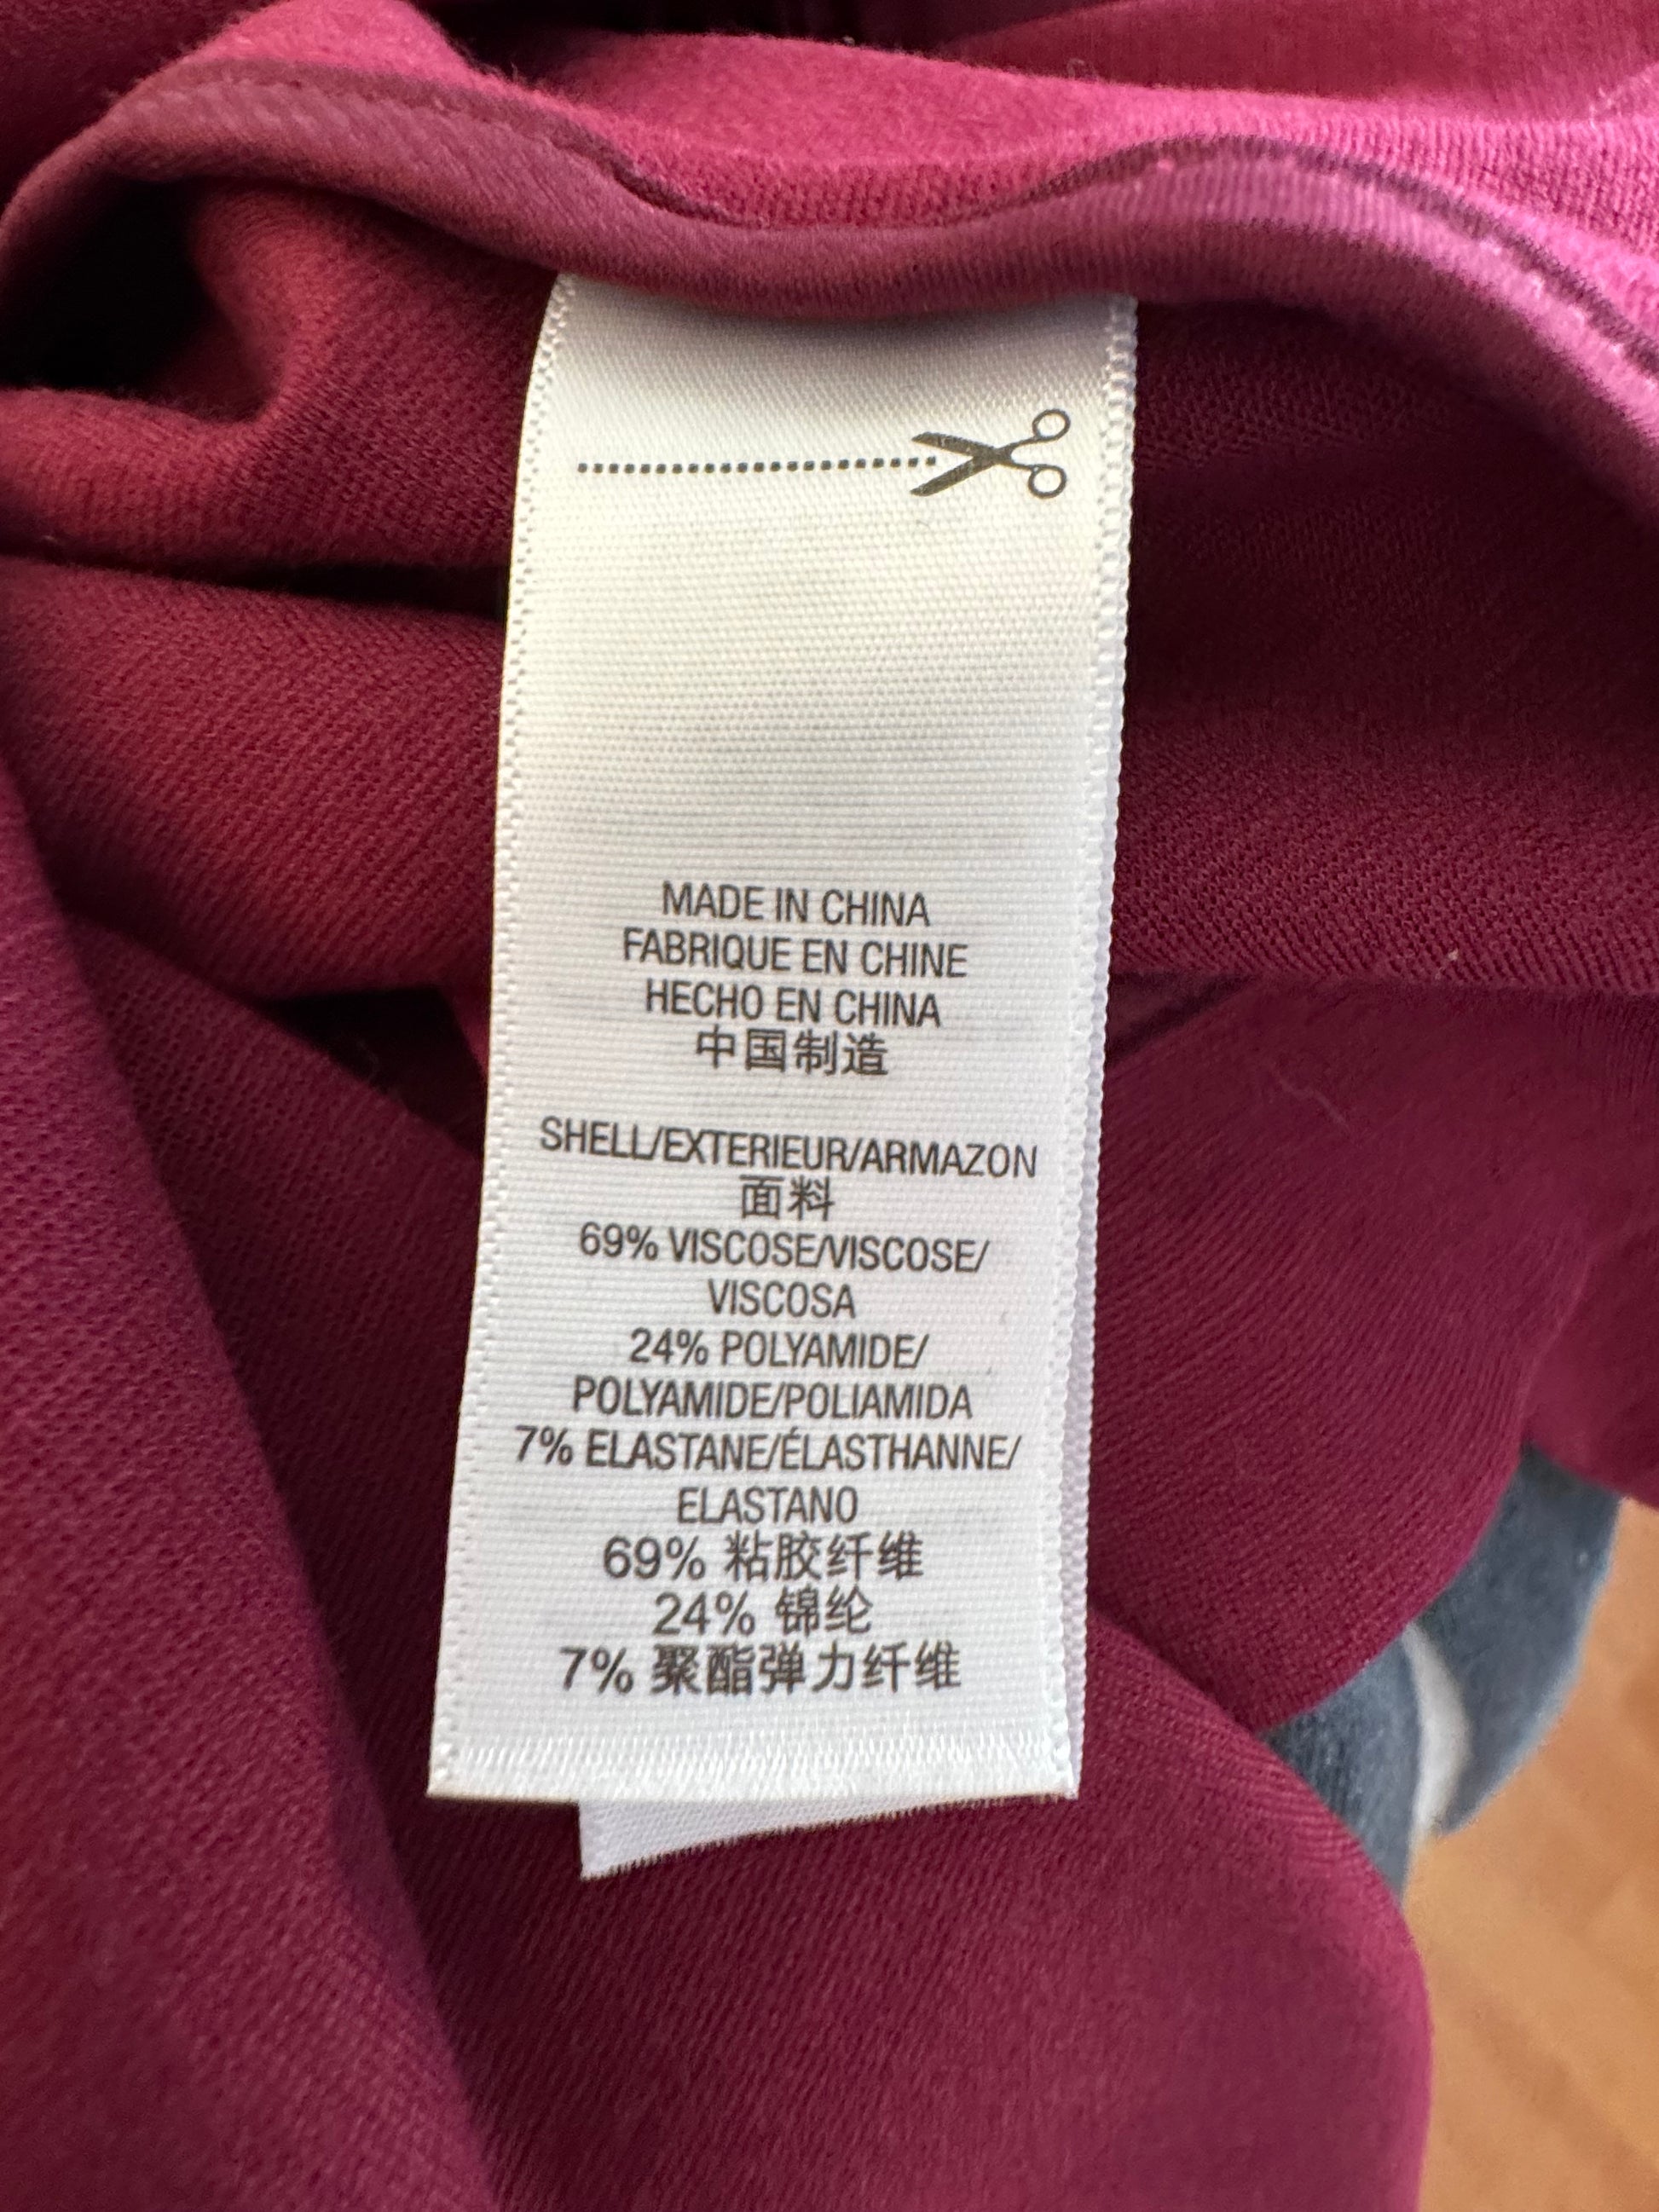 MADE IN CHINA
FABRIQUE EN CHINE
HECHO EN CHINA
中国制造
SHELL/EXTERIEUR/ARMAZON
面料
69% VISCOSE/VISCOSE/
VISCOSA
24% POLYAMIDE/
POLYAMIDE/POLIAMIDA
7% ELASTANE/ÉLASTHANNE/
ELASTANO
69% 粘胶纤维
24% 锦纶
7% 聚酯弹力纤维